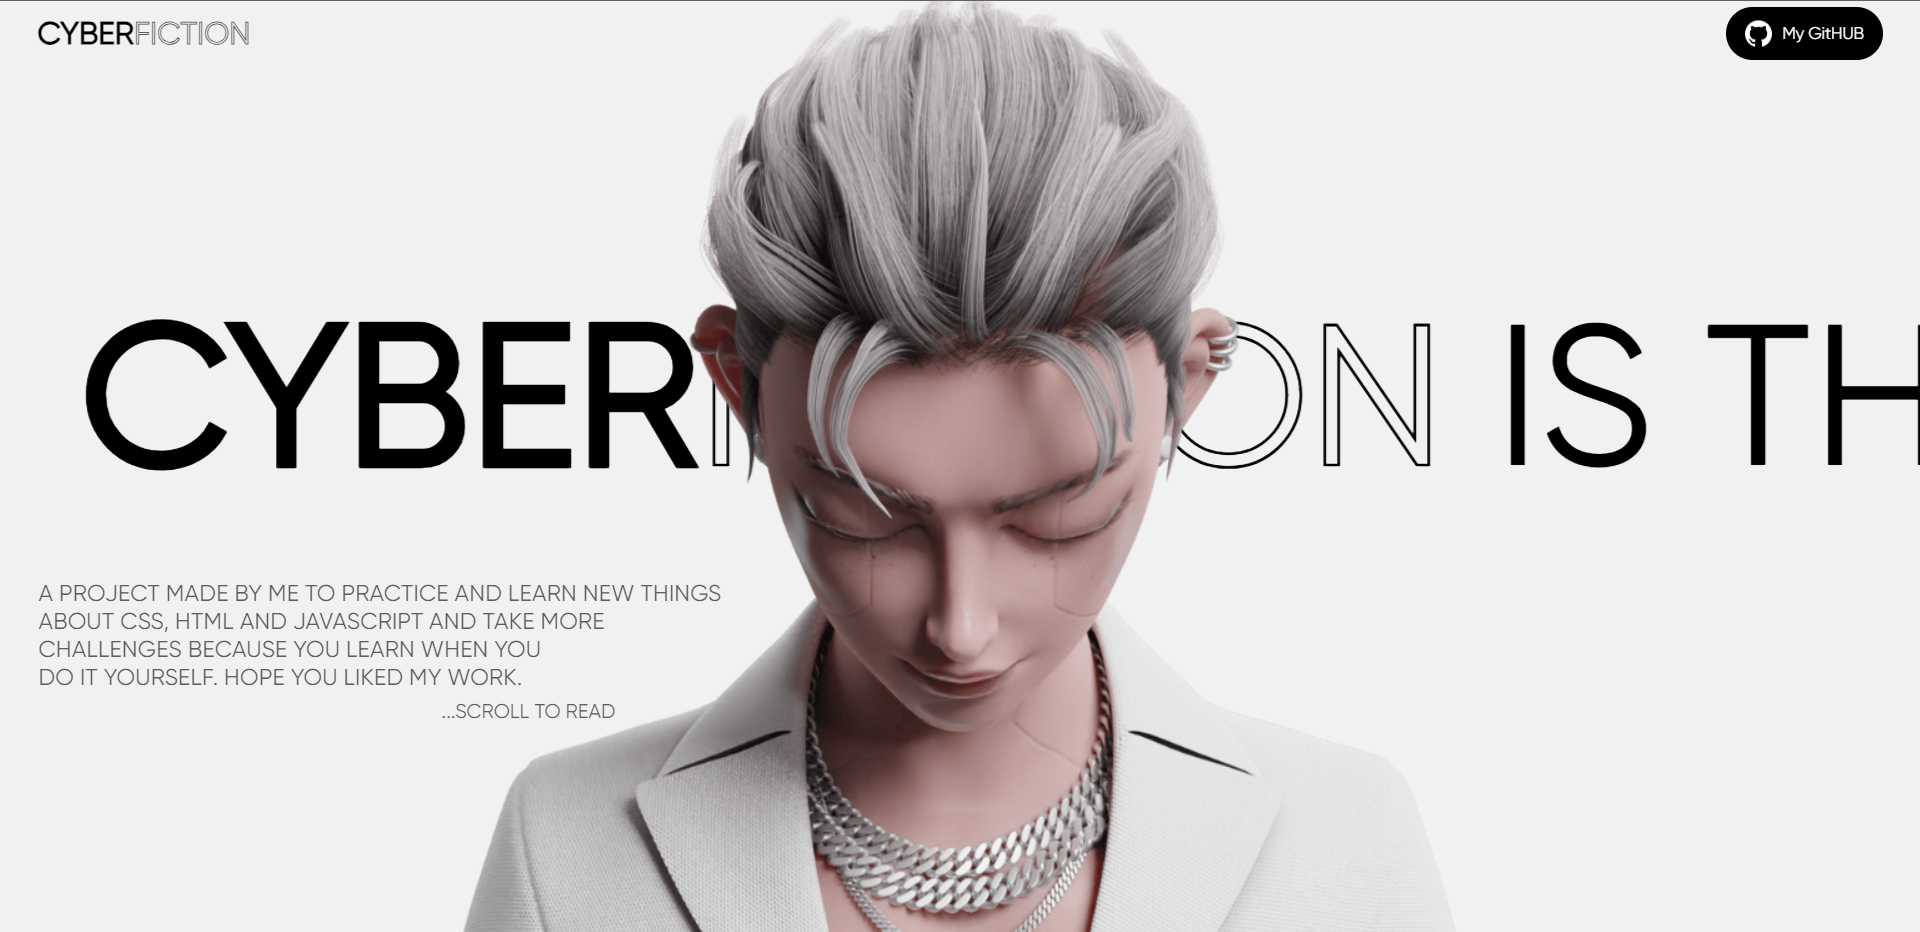 CYBERFICTION
My GitHUB
CYBER ON IS TH
A PROJECT MADE BY ME TO PRACTICE AND LEARN NEW THINGS
ABOUT CSS, HTML AND JAVASCRIPT AND TAKE MORE
CHALLENGES BECAUSE YOU LEARN WHEN YOU
DO IT YOURSELF. HOPE YOU LIKED MY WORK.
...SCROLL TO READ